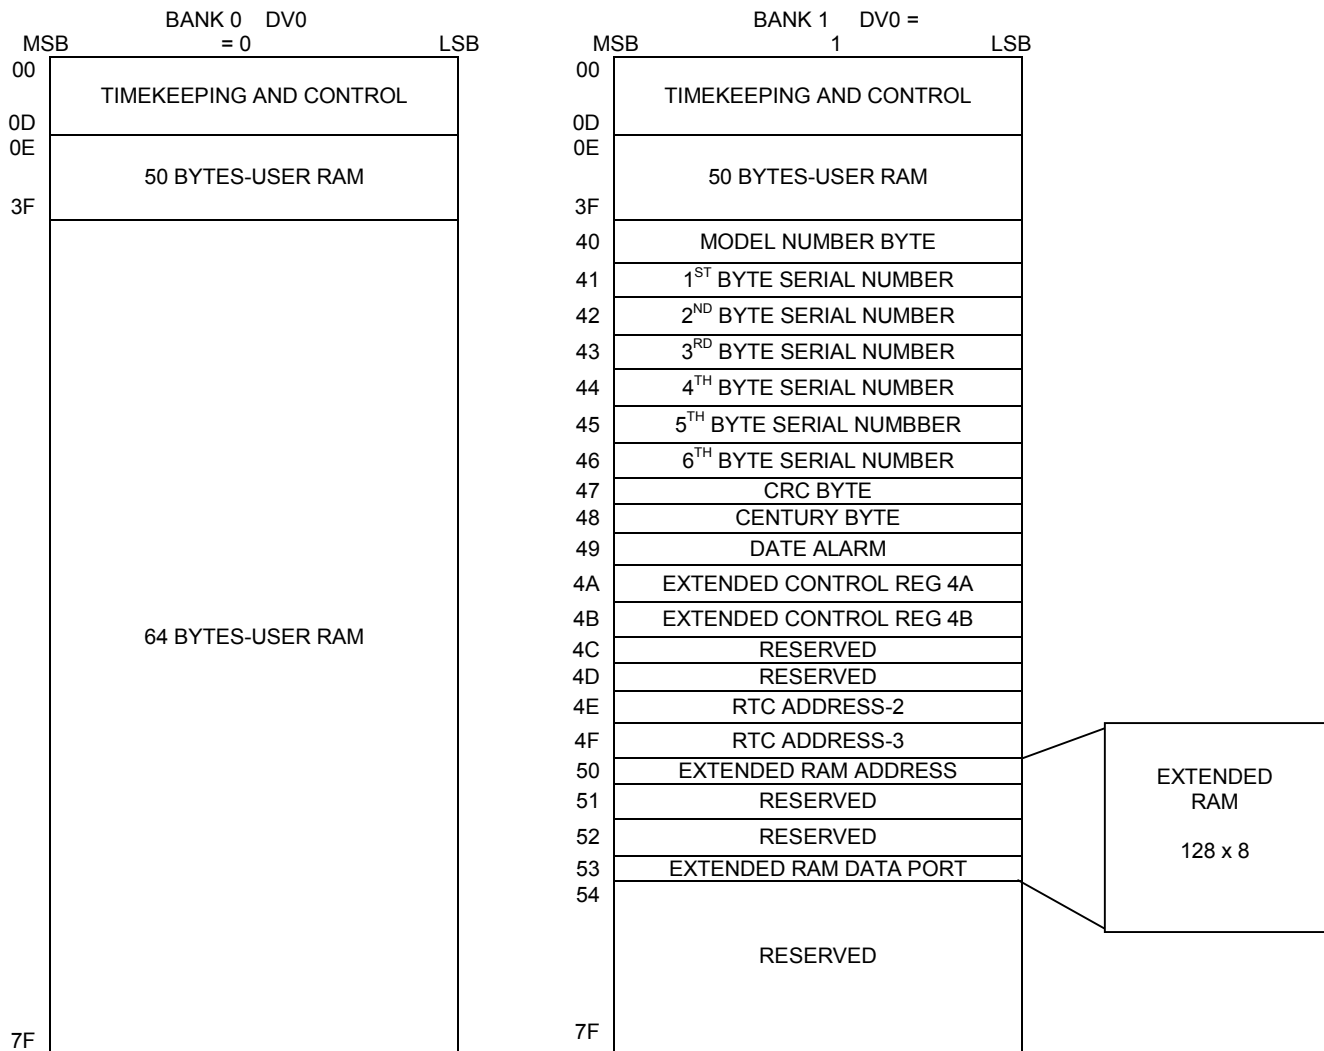 BANK 0 DV0
= 0
MSB LSB
00
TIMEKEEPING AND CONTROL
0D
0E
50 BYTES-USER RAM
3F
64 BYTES-USER RAM
7F
BANK 1 DV0 =
1
MSB LSB
00
TIMEKEEPING AND CONTROL
0D
0E
50 BYTES-USER RAM
3F
40 MODEL NUMBER BYTE
41 1ST BYTE SERIAL NUMBER
42 2ND BYTE SERIAL NUMBER
43 3RD BYTE SERIAL NUMBER
44 4TH BYTE SERIAL NUMBER
45 5TH BYTE SERIAL NUMBBER
46 6TH BYTE SERIAL NUMBER
47 CRC BYTE
48 CENTURY BYTE
49 DATE ALARM
4A EXTENDED CONTROL REG 4A
4B EXTENDED CONTROL REG 4B
4C RESERVED
4D RESERVED
4E RTC ADDRESS-2
4F RTC ADDRESS-3
50 EXTENDED RAM ADDRESS
51 RESERVED
52 RESERVED
53 EXTENDED RAM DATA PORT
54
RESERVED
7F
EXTENDED
RAM
128 x 8